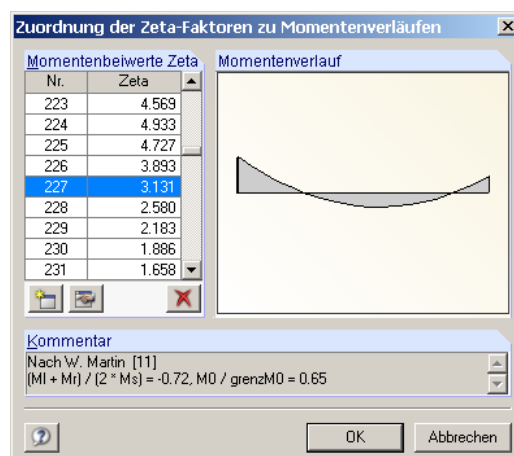 Zuordnung der Zeta-Faktoren zu Momentenverläufen
Momentenbeiwerte Zeta
Nr. Zeta
223 4.569
224 4.933
225 4.727
226 3.893
227 3.131
228 2.580
229 2.183
230 1.886
231 1.658
Momentenverlauf
Kommentar
Nach W. Martin [11]
(Ml + Mr) / (2 * Ms) = -0.72, M0 / grenzM0 = 0.65
OK
Abbrechen